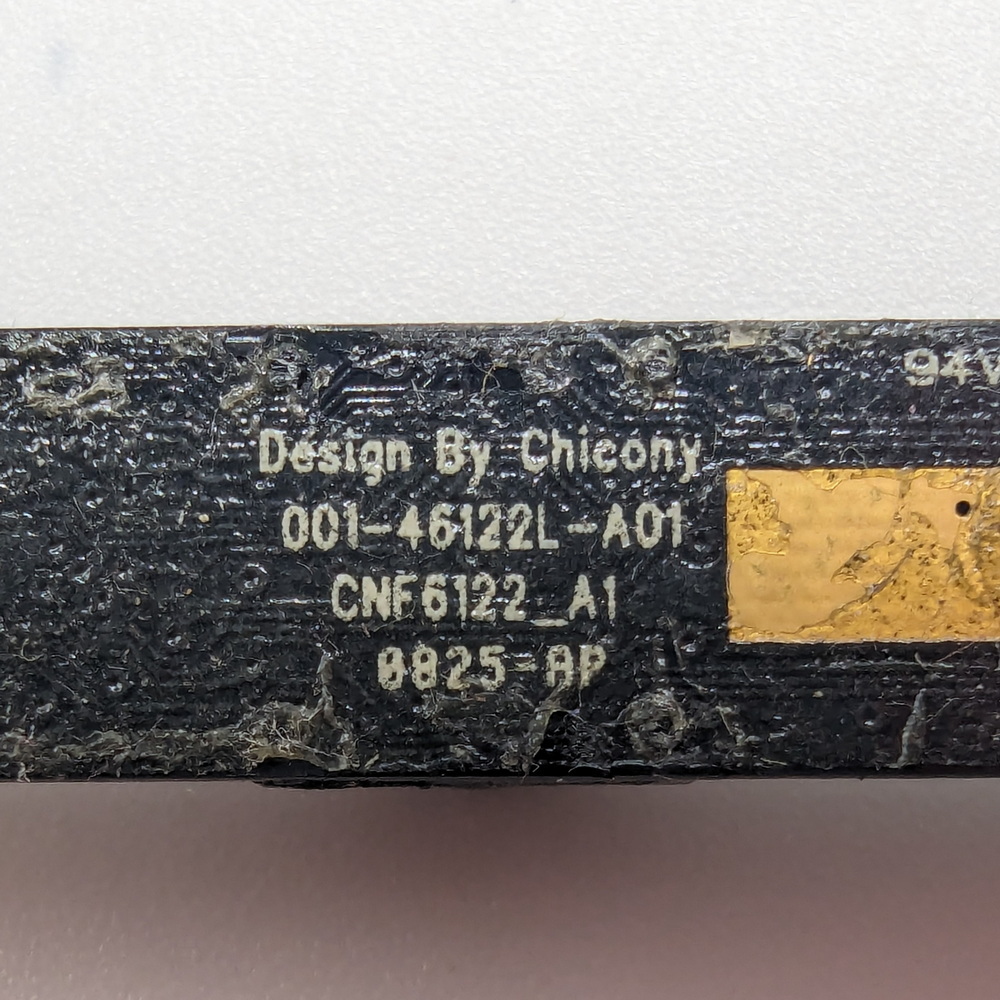 94V
Design By Chicony
001-46122L-A01
CNF6122_A1
0825-AP